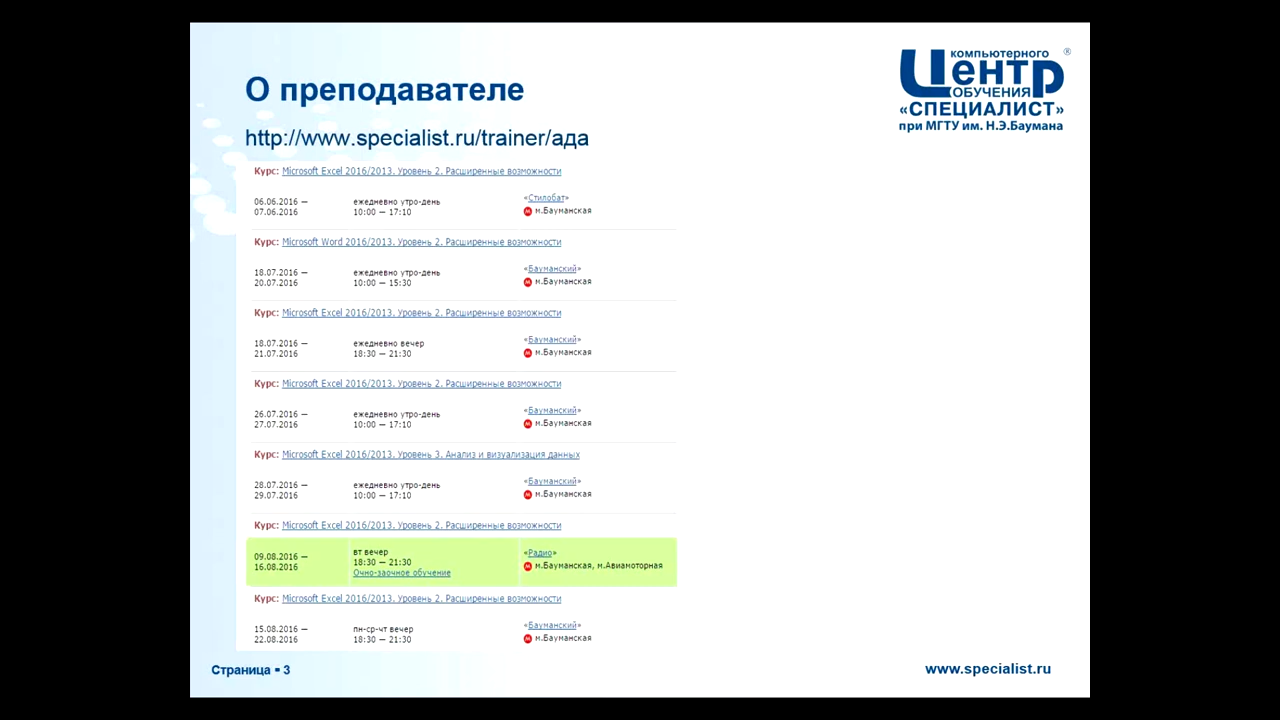 О преподавателе
http://www.specialist.ru/trainer/ада
компьютерного
Центр
®
ОБУЧЕНИЯ
«СПЕЦИАЛИСТ»
при МГТУ им. Н.Э.Баумана
Курс: Microsoft Excel 2016/2013. Уровень 2. Расширенные возможности
06.06.2016 —
07.06.2016
ежедневно утро-день
10:00 — 17:10
«Стилобат»
м.Бауманская
Курс: Microsoft Word 2016/2013. Уровень 2. Расширенные возможности
18.07.2016 —
20.07.2016
ежедневно утро-день
10:00 — 15:30
«Бауманский»
м.Бауманская
Курс: Microsoft Excel 2016/2013. Уровень 2. Расширенные возможности
18.07.2016 —
21.07.2016
ежедневно вечер
18:30 — 21:30
«Бауманский»
м.Бауманская
Курс: Microsoft Excel 2016/2013. Уровень 2. Расширенные возможности
26.07.2016 —
27.07.2016
ежедневно утро-день
10:00 — 17:10
«Бауманский»
м.Бауманская
Курс: Microsoft Excel 2016/2013. Уровень 3. Анализ и визуализация данных
28.07.2016 —
29.07.2016
ежедневно утро-день
10:00 — 17:10
«Бауманский»
м.Бауманская
Курс: Microsoft Excel 2016/2013. Уровень 2. Расширенные возможности
09.08.2016 —
16.08.2016
вт вечер
18:30 — 21:30
Очно-заочное обучение
«Радио»
м.Бауманская, м.Авиамоторная
Курс: Microsoft Excel 2016/2013. Уровень 2. Расширенные возможности
15.08.2016 —
22.08.2016
пн-ср-чт вечер
18:30 — 21:30
«Бауманский»
м.Бауманская
Страница ▪ 3
www.specialist.ru